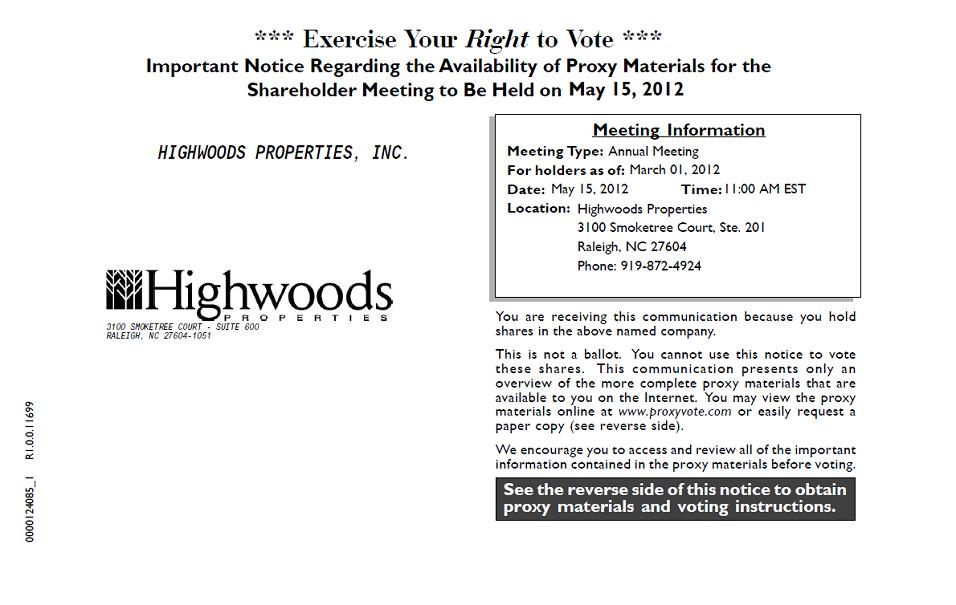 *** Exercise Your Right to Vote ***
Important Notice Regarding the Availability of Proxy Materials for the
Shareholder Meeting to Be Held on May 15, 2012
HIGHWOODS PROPERTIES, INC.
Highwoods
PROPERTIES
3100 SMOKETREE COURT - SUITE 600
RALEIGH, NC 27604-1051
Meeting Information
Meeting Type: Annual Meeting
For holders as of: March 01, 2012
Date: May 15, 2012 Time: 11:00 AM EST
Location: Highwoods Properties
3100 Smoketree Court, Ste. 201
Raleigh, NC 27604
Phone: 919-872-4924
You are receiving this communication because you hold
shares in the above named company.
This is not a ballot. You cannot use this notice to vote
these shares. This communication presents only an
overview of the more complete proxy materials that are
available to you on the Internet. You may view the proxy
materials online at www.proxyvote.com or easily request a
paper copy (see reverse side).
We encourage you to access and review all of the important
information contained in the proxy materials before voting.
See the reverse side of this notice to obtain
proxy materials and voting instructions.
0000124085_1 R1.0.0.11699